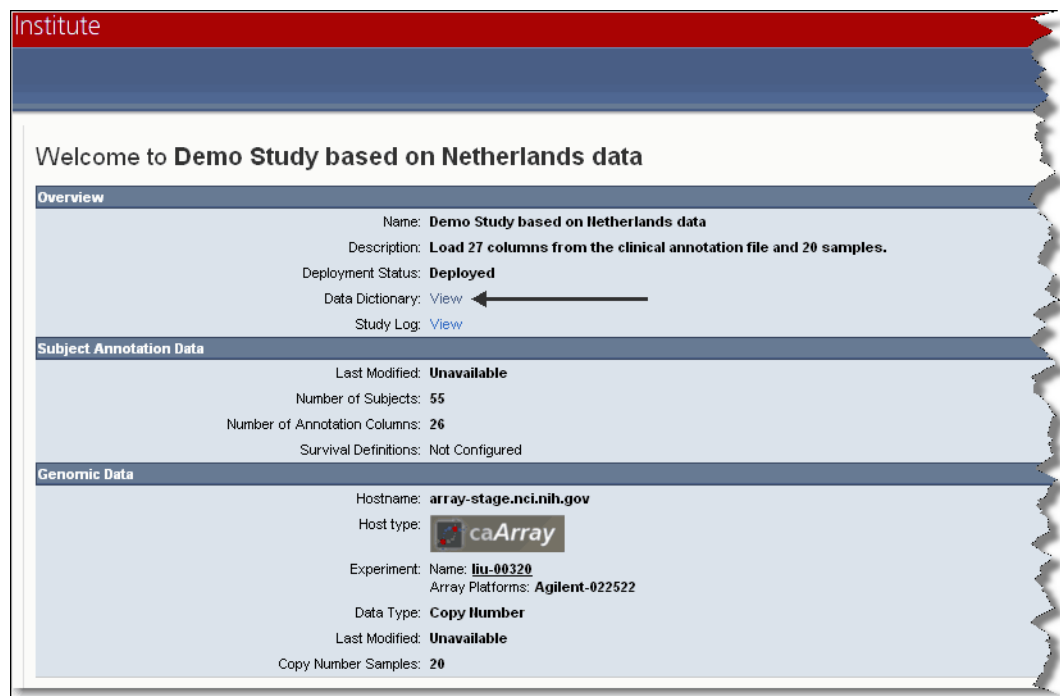 Institute
Welcome to Demo Study based on Netherlands data
Overview
Name: Demo Study based on Netherlands data
Description: Load 27 columns from the clinical annotation file and 20 samples.
Deployment Status: Deployed
Data Dictionary: View
Study Log: View
Subject Annotation Data
Last Modified: Unavailable
Number of Subjects: 55
Number of Annotation Columns: 26
Survival Definitions: Not Configured
Genomic Data
Hostname: array-stage.nci.nih.gov
Host type: caArray
Experiment: Name: liu-00320
Array Platforms: Agilent-022522
Data Type: Copy Number
Last Modified: Unavailable
Copy Number Samples: 20